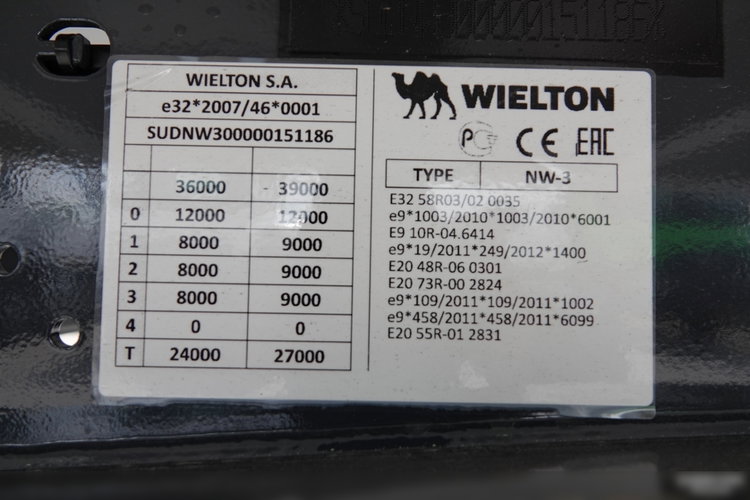 WIELTON S.A.
e32*2007/46*0001
SUDNW300000151186
36000 39000
0 12000 12000
1 8000 9000
2 8000 9000
3 8000 9000
4 0 0
T 24000 27000
WIELTON
CE EAC
TYPE NW-3
E32 58R03/02 0035
e9*1003/2010*1003/2010*6001
E9 10R-04.6414
e9*19/2011*249/2012*1400
E20 48R-06 0301
E20 73R-00 2824
e9*109/2011*109/2011*1002
e9*458/2011*458/2011*6099
E20 55R-01 2831